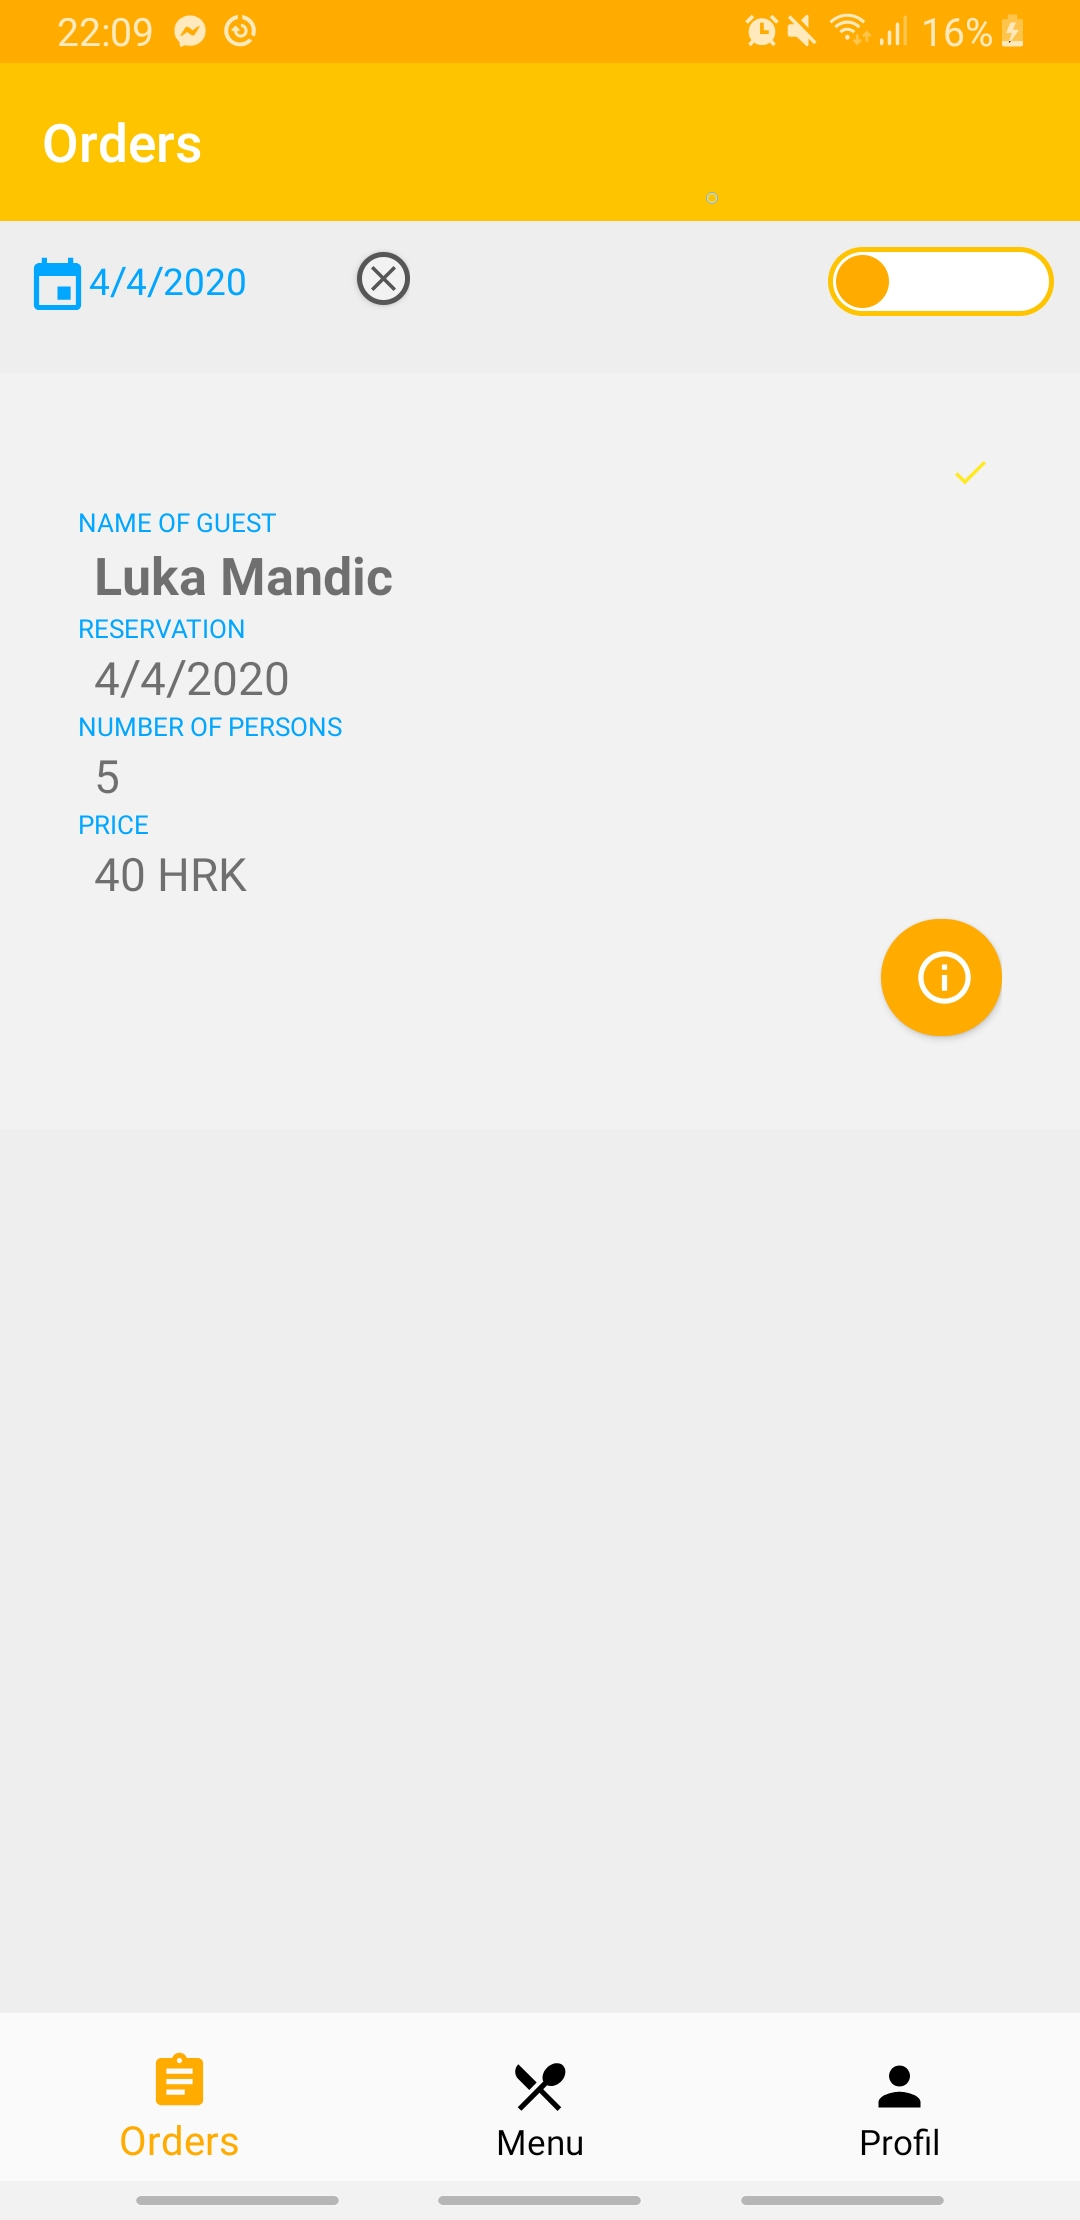 22:09 16%
Orders
4/4/2020
NAME OF GUEST
Luka Mandic
RESERVATION
4/4/2020
NUMBER OF PERSONS
5
PRICE
40 HRK
Orders Menu Profil